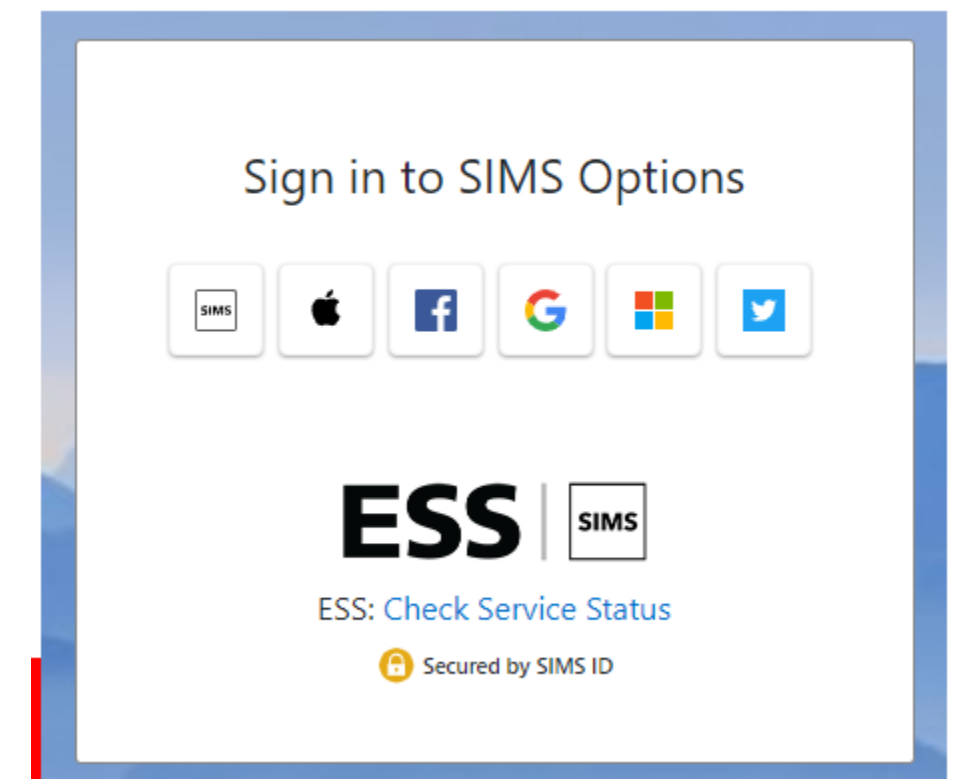 Sign in to SIMS Options
SIMS
ESS SIMS
ESS: Check Service Status
Secured by SIMS ID